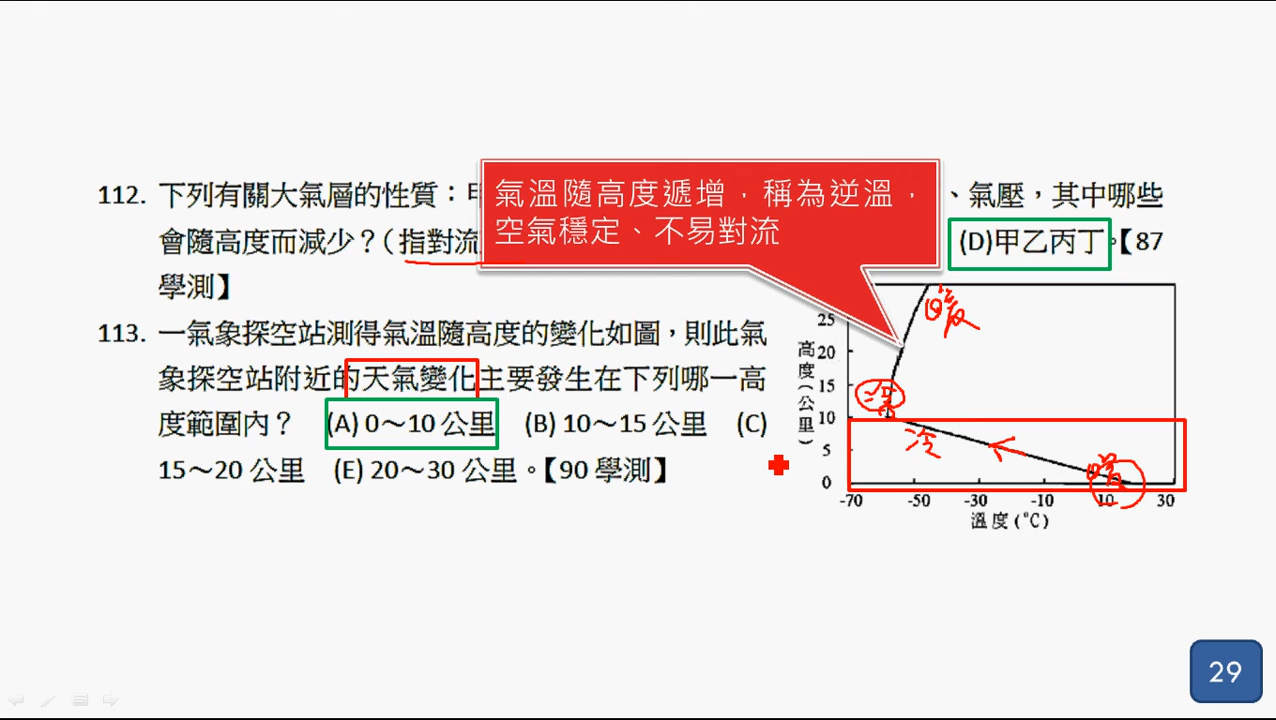 112. 下列有關大氣層的性質：甲
氣溫隨高度遞增，稱為逆溫，
空氣穩定、不易對流
、氣壓，其中哪些
會隨高度而減少？（指對流
(D)甲乙丙丁。【87
學測】
113. 一氣象探空站測得氣溫隨高度的變化如圖，則此氣
象探空站附近的天氣變化主要發生在下列哪一高
度範圍內？ (A) 0～10 公里 (B) 10～15 公里 (C)
15～20 公里 (E) 20～30 公里。【90 學測】
暖
25
高度(公里)
20
15
冷
10
冷
5
暖
0
-70 -50 -30 -10 10 30
溫度(°C)
29